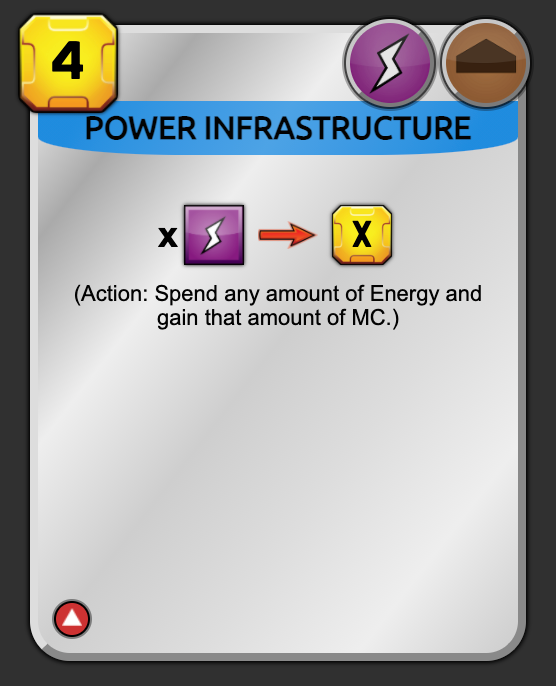 4
POWER INFRASTRUCTURE
x X
(Action: Spend any amount of Energy and
gain that amount of MC.)